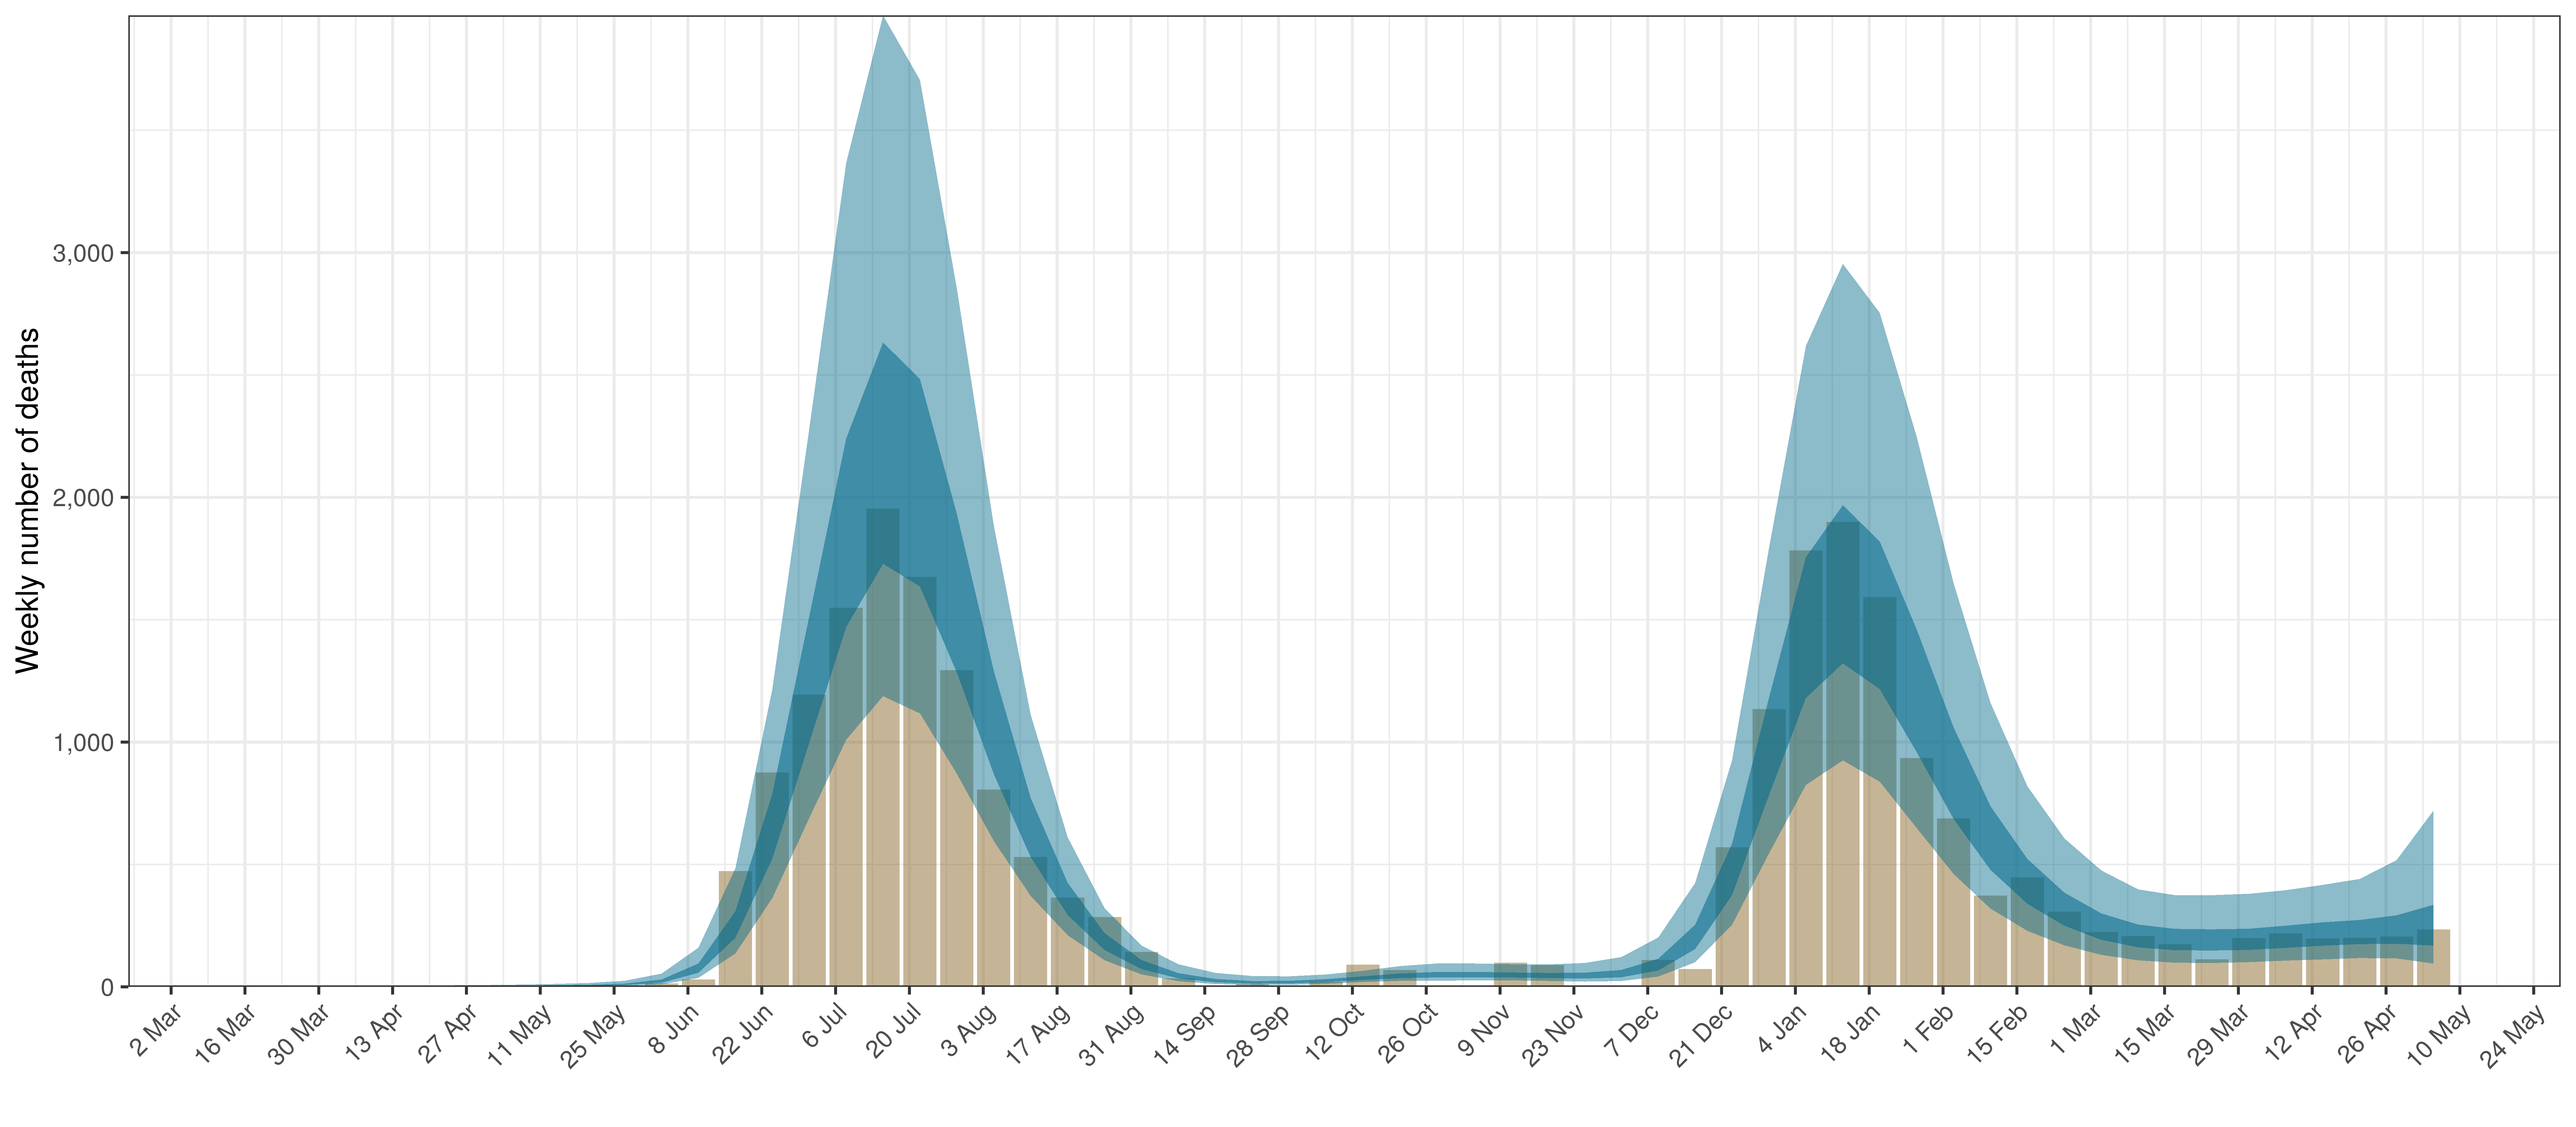 Weekly number of deaths
3,000
2,000
1,000
0
2 Mar
16 Mar
30 Mar
13 Apr
27 Apr
11 May
25 May
8 Jun
22 Jun
6 Jul
20 Jul
3 Aug
17 Aug
31 Aug
14 Sep
28 Sep
12 Oct
26 Oct
9 Nov
23 Nov
7 Dec
21 Dec
4 Jan
18 Jan
1 Feb
15 Feb
1 Mar
15 Mar
29 Mar
12 Apr
26 Apr
10 May
24 May